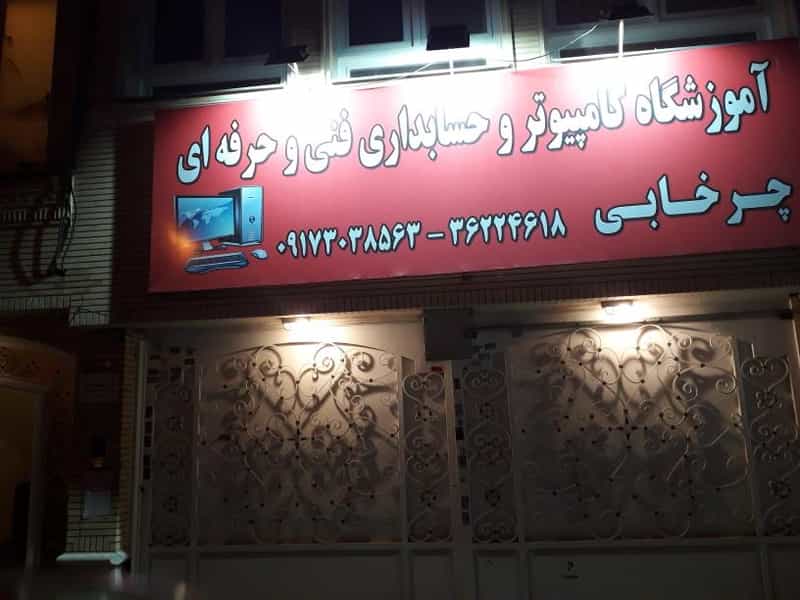 آموزشگاه کامپیوتر و حسابداری فنی و حرفه ای
چرخابی
۳۶۲۲۴۶۱۸ - ۰۹۱۷۳۰۳۸۵۶۳